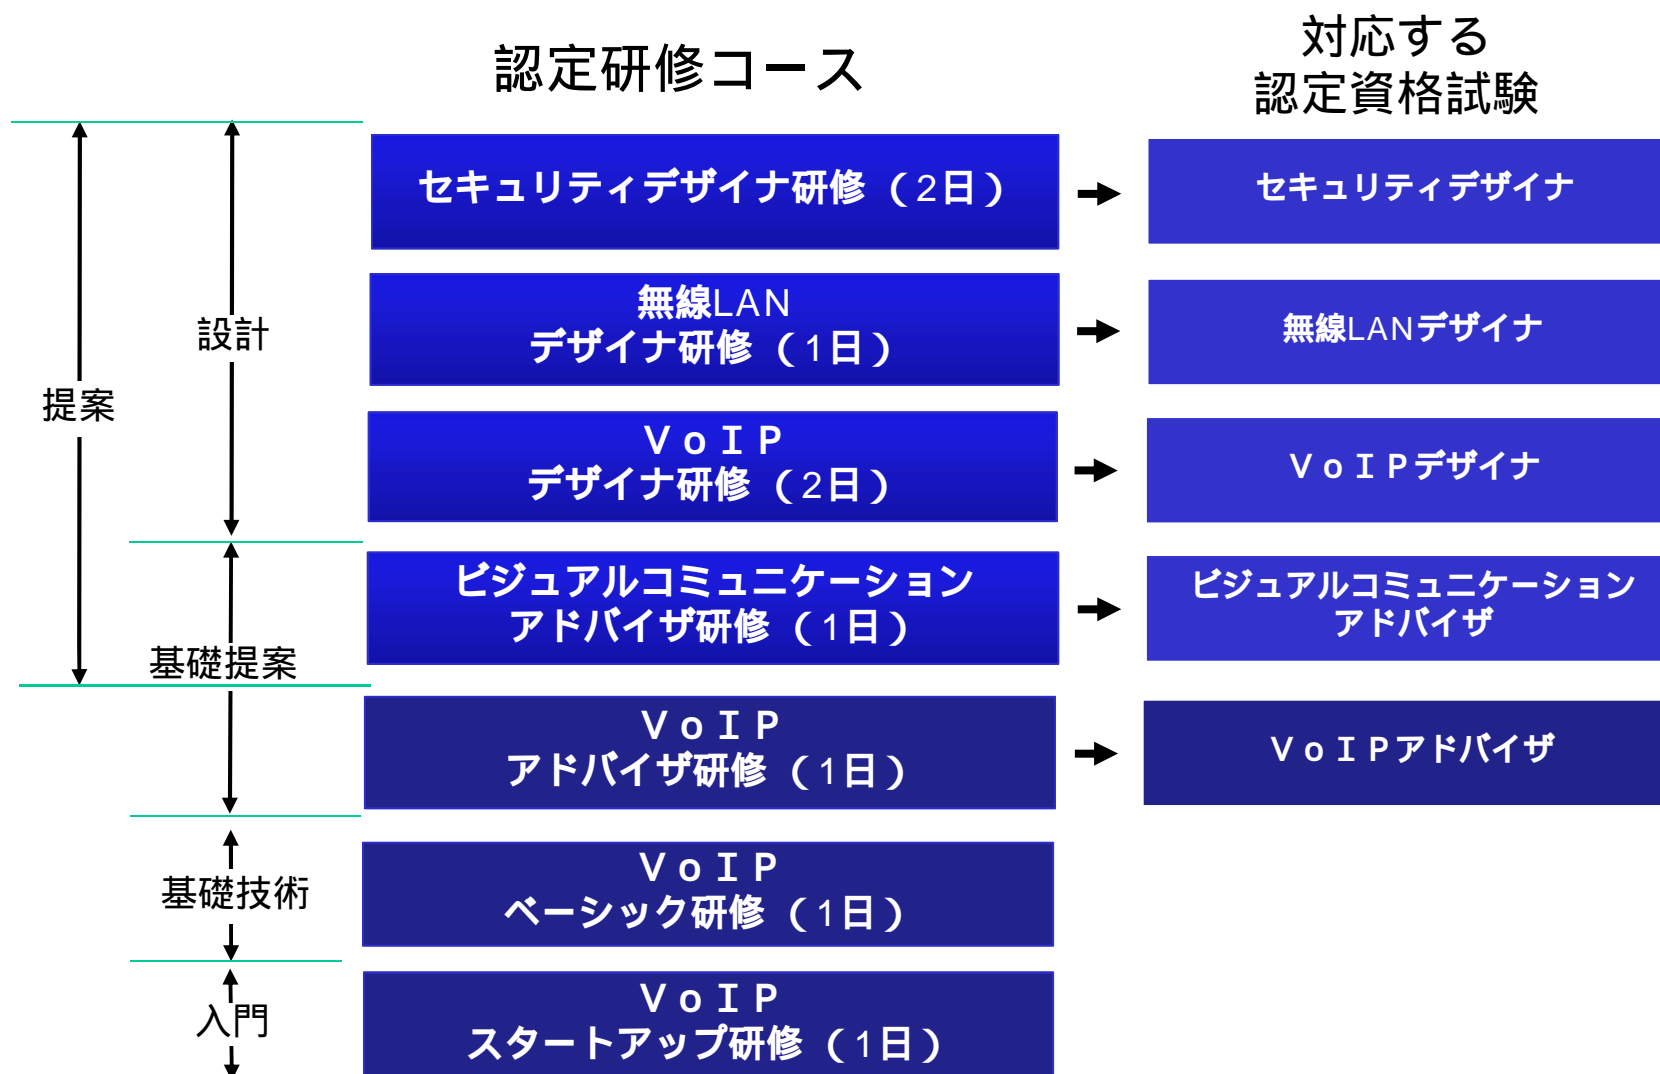 認定研修コース
対応する
認定資格試験
セキュリティデザイナ研修（2日）
セキュリティデザイナ
無線LAN
デザイナ研修（1日）
無線LANデザイナ
設計
提案
ＶｏＩＰ
デザイナ研修（2日）
ＶｏＩＰデザイナ
ビジュアルコミュニケーション
アドバイザ研修（1日）
ビジュアルコミュニケーション
アドバイザ
基礎提案
ＶｏＩＰ
アドバイザ研修（1日）
ＶｏＩＰアドバイザ
基礎技術
ＶｏＩＰ
ベーシック研修（1日）
入門
ＶｏＩＰ
スタートアップ研修（1日）